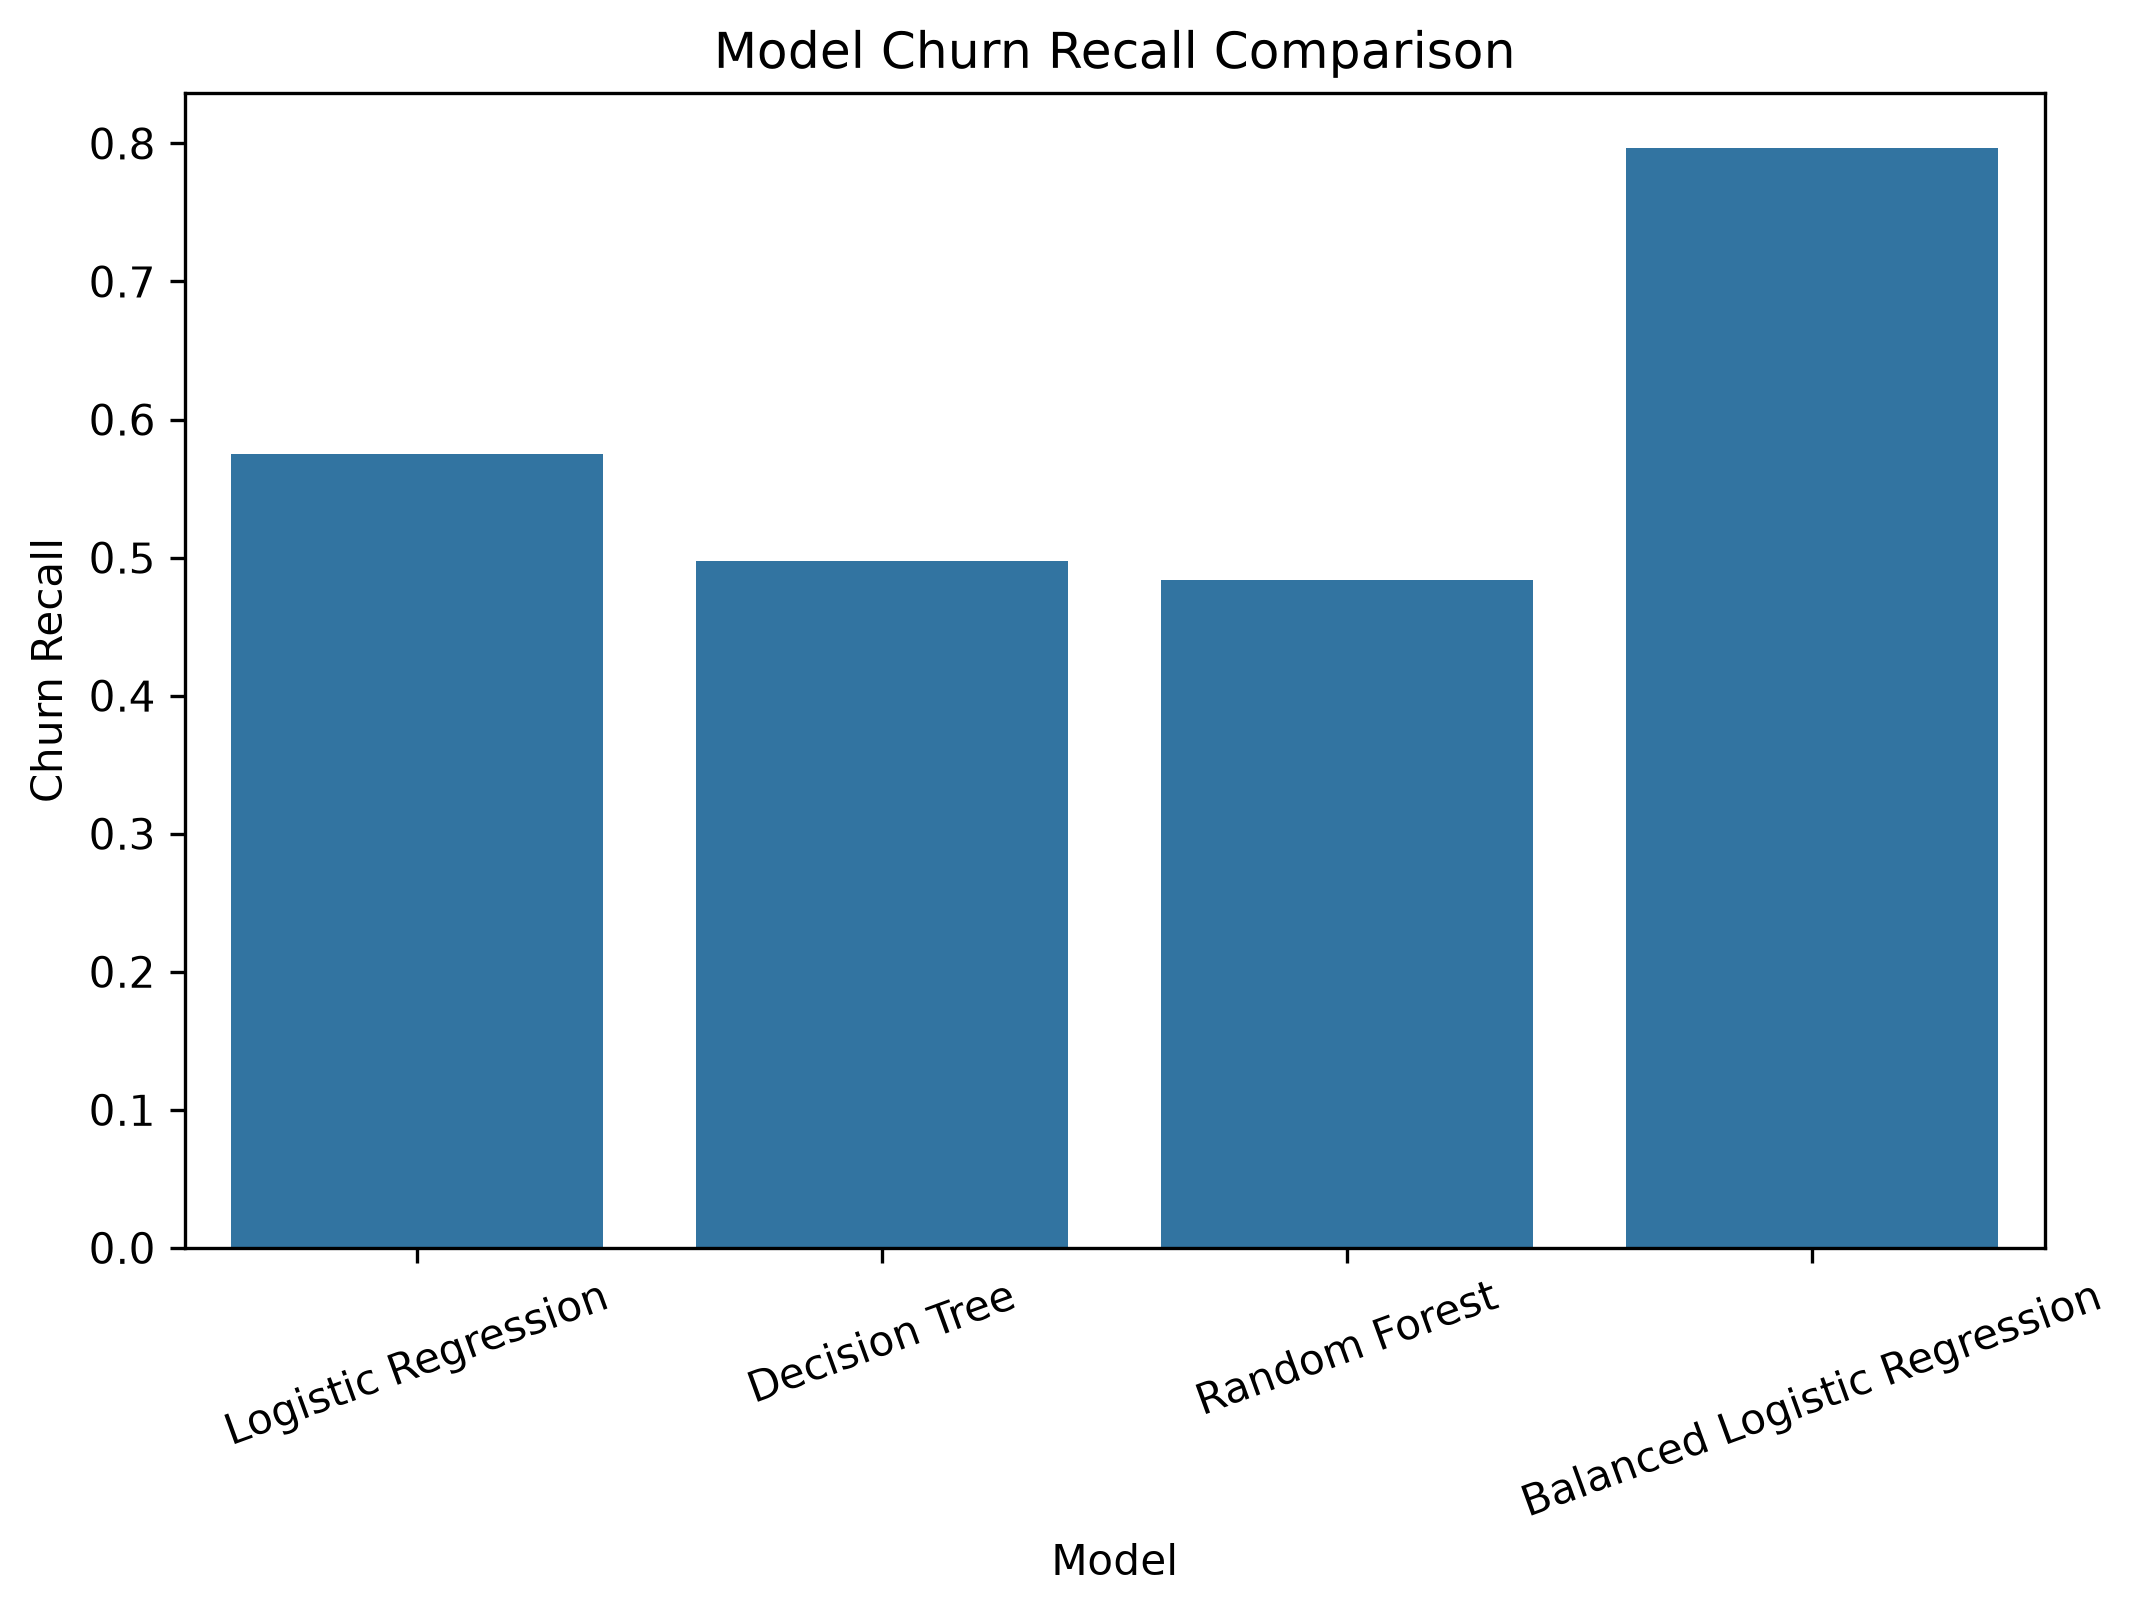 Model Churn Recall Comparison
Churn Recall
0.8
0.7
0.6
0.5
0.4
0.3
0.2
0.1
0.0
Logistic Regression
Decision Tree
Random Forest
Balanced Logistic Regression
Model